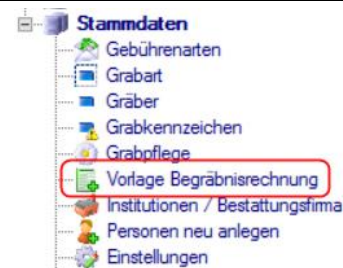 Stammdaten
Gebührenarten
Grabart
Gräber
Grabkennzeichen
Grabpflege
Vorlage Begräbnisrechnung
Institutionen / Bestattungsfirma
Personen neu anlegen
Einstellungen